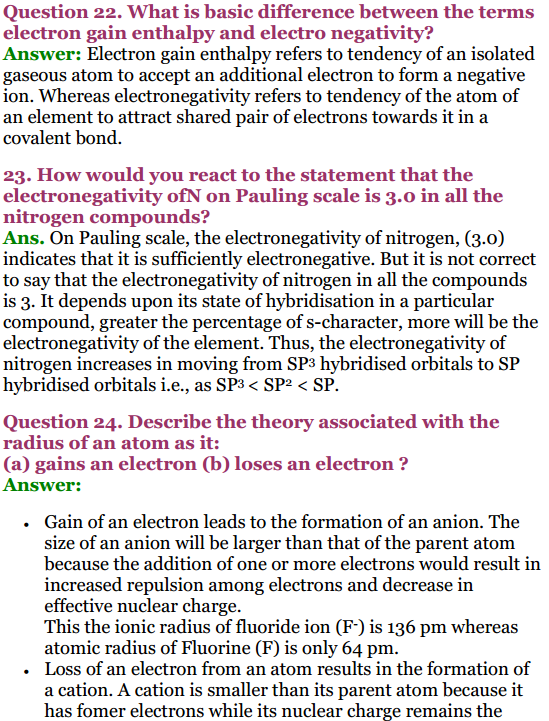 Question 22. What is basic difference between the terms
electron gain enthalpy and electro negativity?
Answer: Electron gain enthalpy refers to tendency of an isolated
gaseous atom to accept an additional electron to form a negative
ion. Whereas electronegativity refers to tendency of the atom of
an element to attract shared pair of electrons towards it in a
covalent bond.
23. How would you react to the statement that the
electronegativity ofN on Pauling scale is 3.0 in all the
nitrogen compounds?
Ans. On Pauling scale, the electronegativity of nitrogen, (3.0)
indicates that it is sufficiently electronegative. But it is not correct
to say that the electronegativity of nitrogen in all the compounds
is 3. It depends upon its state of hybridisation in a particular
compound, greater the percentage of s-character, more will be the
electronegativity of the element. Thus, the electronegativity of
nitrogen increases in moving from SP3 hybridised orbitals to SP
hybridised orbitals i.e., as SP3 < SP² < SP.
Question 24. Describe the theory associated with the
radius of an atom as it:
(a) gains an electron (b) loses an electron ?
Answer:
• Gain of an electron leads to the formation of an anion. The
size of an anion will be larger than that of the parent atom
because the addition of one or more electrons would result in
increased repulsion among electrons and decrease in
effective nuclear charge.
This the ionic radius of fluoride ion (F⁻) is 136 pm whereas
atomic radius of Fluorine (F) is only 64 pm.
• Loss of an electron from an atom results in the formation of
a cation. A cation is smaller than its parent atom because it
has fomer electrons while its nuclear charge remains the